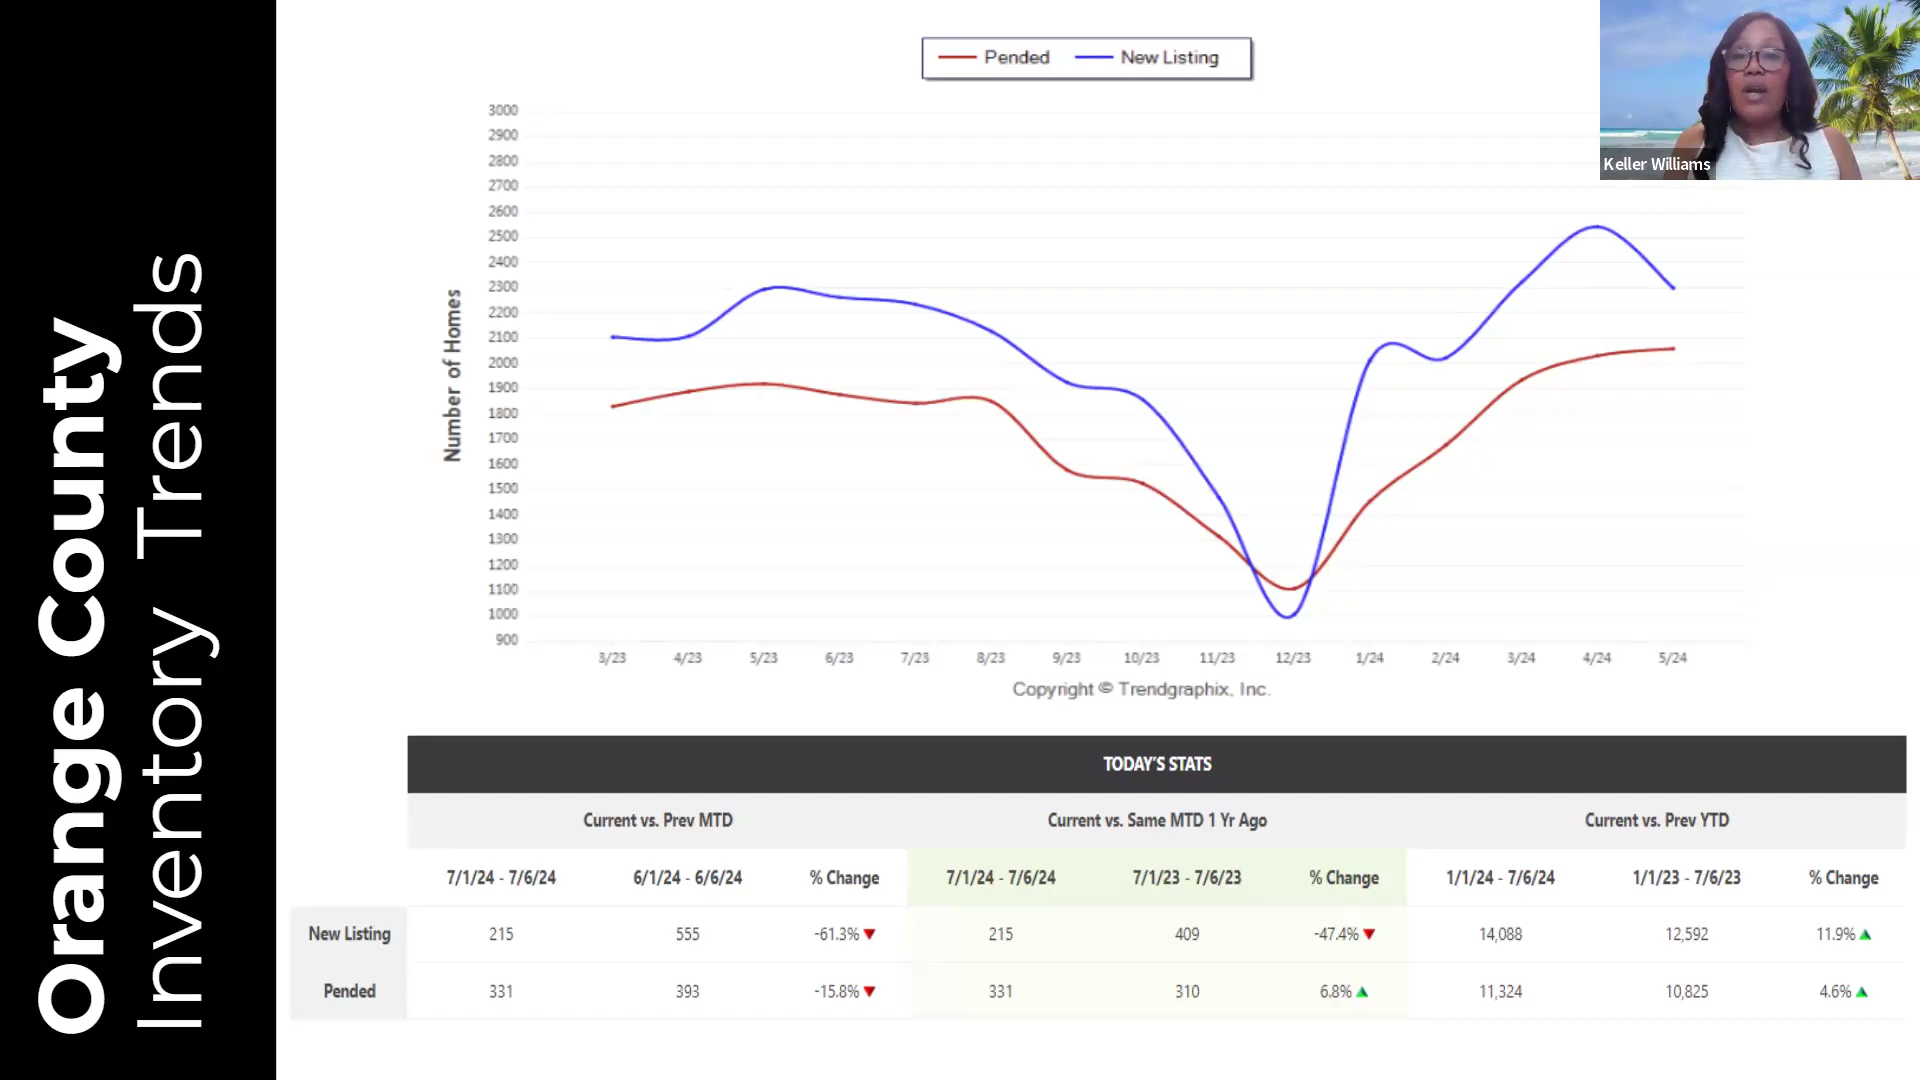 Orange County
Inventory Trends
Pended
New Listing
Keller Williams
Number of Homes
3000
2900
2800
2700
2600
2500
2400
2300
2200
2100
2000
1900
1800
1700
1600
1500
1400
1300
1200
1100
1000
900
3/23 4/23 5/23 6/23 7/23 8/23 9/23 10/23 11/23 12/23 1/24 2/24 3/24 4/24 5/24
Copyright © Trendgraphix, Inc.
TODAY'S STATS
Current vs. Prev MTD Current vs. Same MTD 1 Yr Ago Current vs. Prev YTD
7/1/24 - 7/6/24 6/1/24 - 6/6/24 % Change 7/1/24 - 7/6/24 7/1/23 - 7/6/23 % Change 1/1/24 - 7/6/24 1/1/23 - 7/6/23 % Change
New Listing 215 555 -61.3% 215 409 -47.4% 14,088 12,592 11.9%
Pended 331 393 -15.8% 331 310 6.8% 11,324 10,825 4.6%